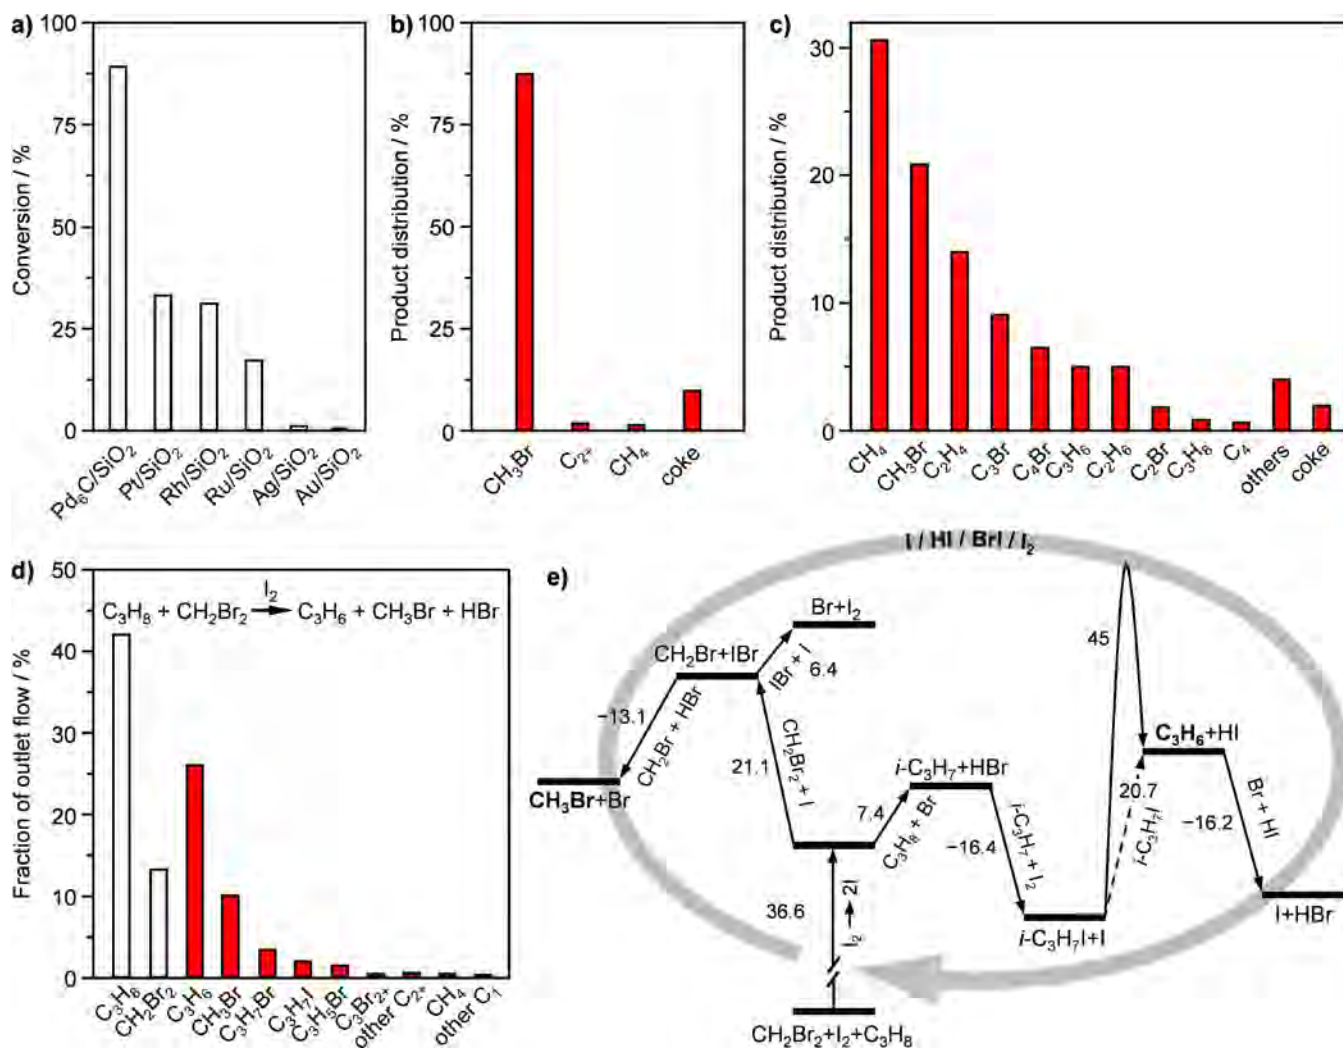 a)
100
75
50
25
0
Conversion / %
Pd₆C/SiO₂
Pt/SiO₂
Rh/SiO₂
Ru/SiO₂
Ag/SiO₂
Au/SiO₂
b)
100
75
50
25
0
Product distribution / %
CH₃Br
C₂₊
CH₄
coke
c)
30
20
10
0
Product distribution / %
CH₄
CH₃Br
C₂H₄
C₃Br
C₄Br
C₃H₆
C₂H₆
C₂Br
C₃H₈
C₄
others
coke
d)
50
40
30
20
10
0
Fraction of outlet flow / %
I₂
C₃H₈ + CH₂Br₂ → C₃H₆ + CH₃Br + HBr
C₃H₈
CH₂Br₂
C₃H₆
CH₃Br
C₃H₇Br
C₃H₇I
C₃H₅Br
C₃Br₂₊
other C₂₊
CH₄
other C₁
e)
I / HI / BrI / I₂
Br+I₂
CH₂Br+IBr
IBr + I
6.4
−13.1
CH₂Br + HBr
CH₃Br+Br
21.1
CH₂Br₂ + I
7.4
C₃H₈ + Br
i-C₃H₇+HBr
−16.4
i-C₃H₇ + I₂
i-C₃H₇I+I
45
20.7
i-C₃H₇I
C₃H₆+HI
−16.2
Br + HI
I+HBr
36.6
I₂ → 2I
CH₂Br₂+I₂+C₃H₈